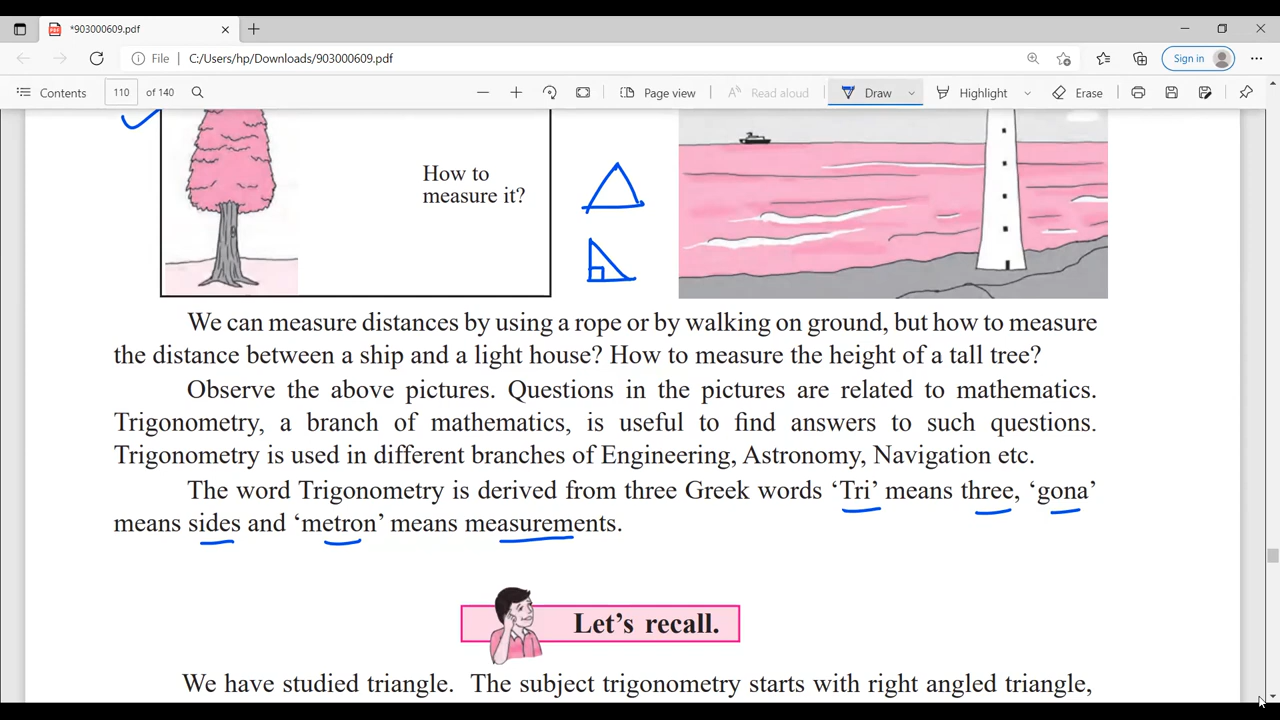 *903000609.pdf
File
C:/Users/hp/Downloads/903000609.pdf
Sign in
Contents
110 of 140
Page view
Read aloud
Draw
Highlight
Erase
How to
measure it?
We can measure distances by using a rope or by walking on ground, but how to measure
the distance between a ship and a light house? How to measure the height of a tall tree?
Observe the above pictures. Questions in the pictures are related to mathematics.
Trigonometry, a branch of mathematics, is useful to find answers to such questions.
Trigonometry is used in different branches of Engineering, Astronomy, Navigation etc.
The word Trigonometry is derived from three Greek words ‘Tri’ means three, ‘gona’
means sides and ‘metron’ means measurements.
Let’s recall.
We have studied triangle. The subject trigonometry starts with right angled triangle,